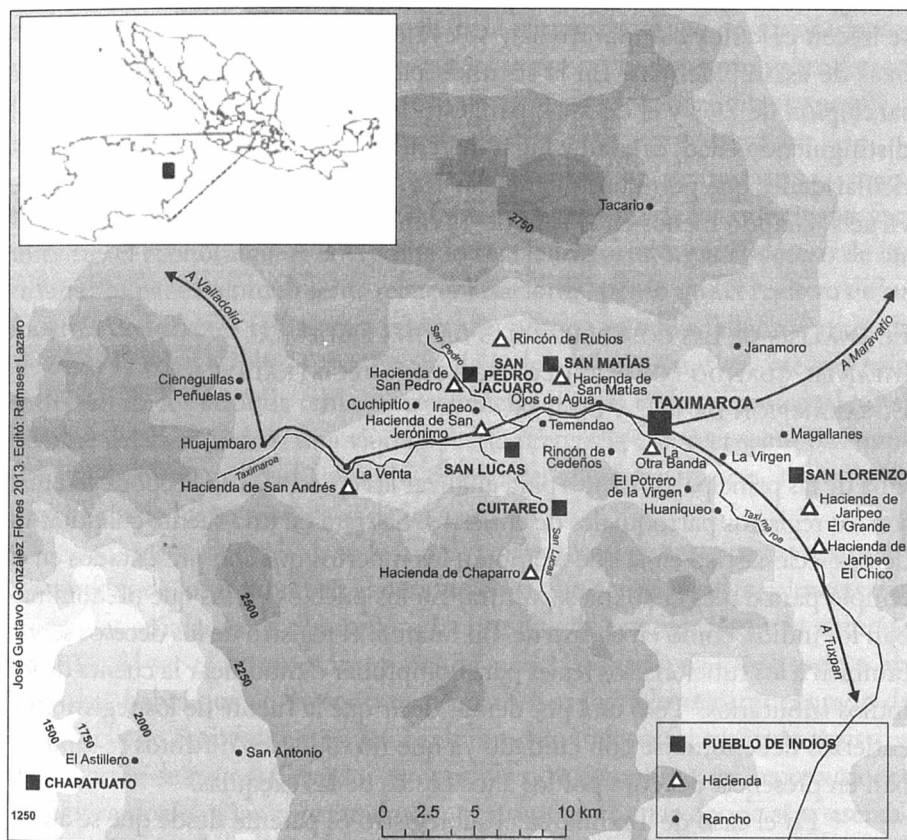 José Gustavo González Flores 2013. Editó: Ramses Lazaro
2750
Tacario
A Valladolid
A Maravatío
San Pedro
Rincón de Rubios
Janamoro
SAN
PEDRO
JACUARO
SAN MATÍAS
Hacienda de
San Pedro
Hacienda de
San Matías
Cieneguillas
Peñuelas
Cuchipitío
Irapeo
Ojos de Agua
TAXIMAROA
Hacienda de
San Jerónimo
Temendao
Magallanes
Huajumbaro
Taximaroa
La Venta
SAN LUCAS
Rincón de
Cedeños
La
Otra Banda
La Virgen
SAN LORENZO
Hacienda de San Andrés
El Potrero
de la Virgen
CUITAREO
Huaniqueo
Taximaroa
Hacienda de
Jaripeo
El Grande
San Lucas
Hacienda de
Jaripeo
El Chico
Hacienda de Chaparro
2500
A Tuxpan
2250
2000
1750
1500
San Antonio
El Astillero
CHAPATUATO
1250
0 2.5 5 10 km
PUEBLO DE INDIOS
Hacienda
Rancho